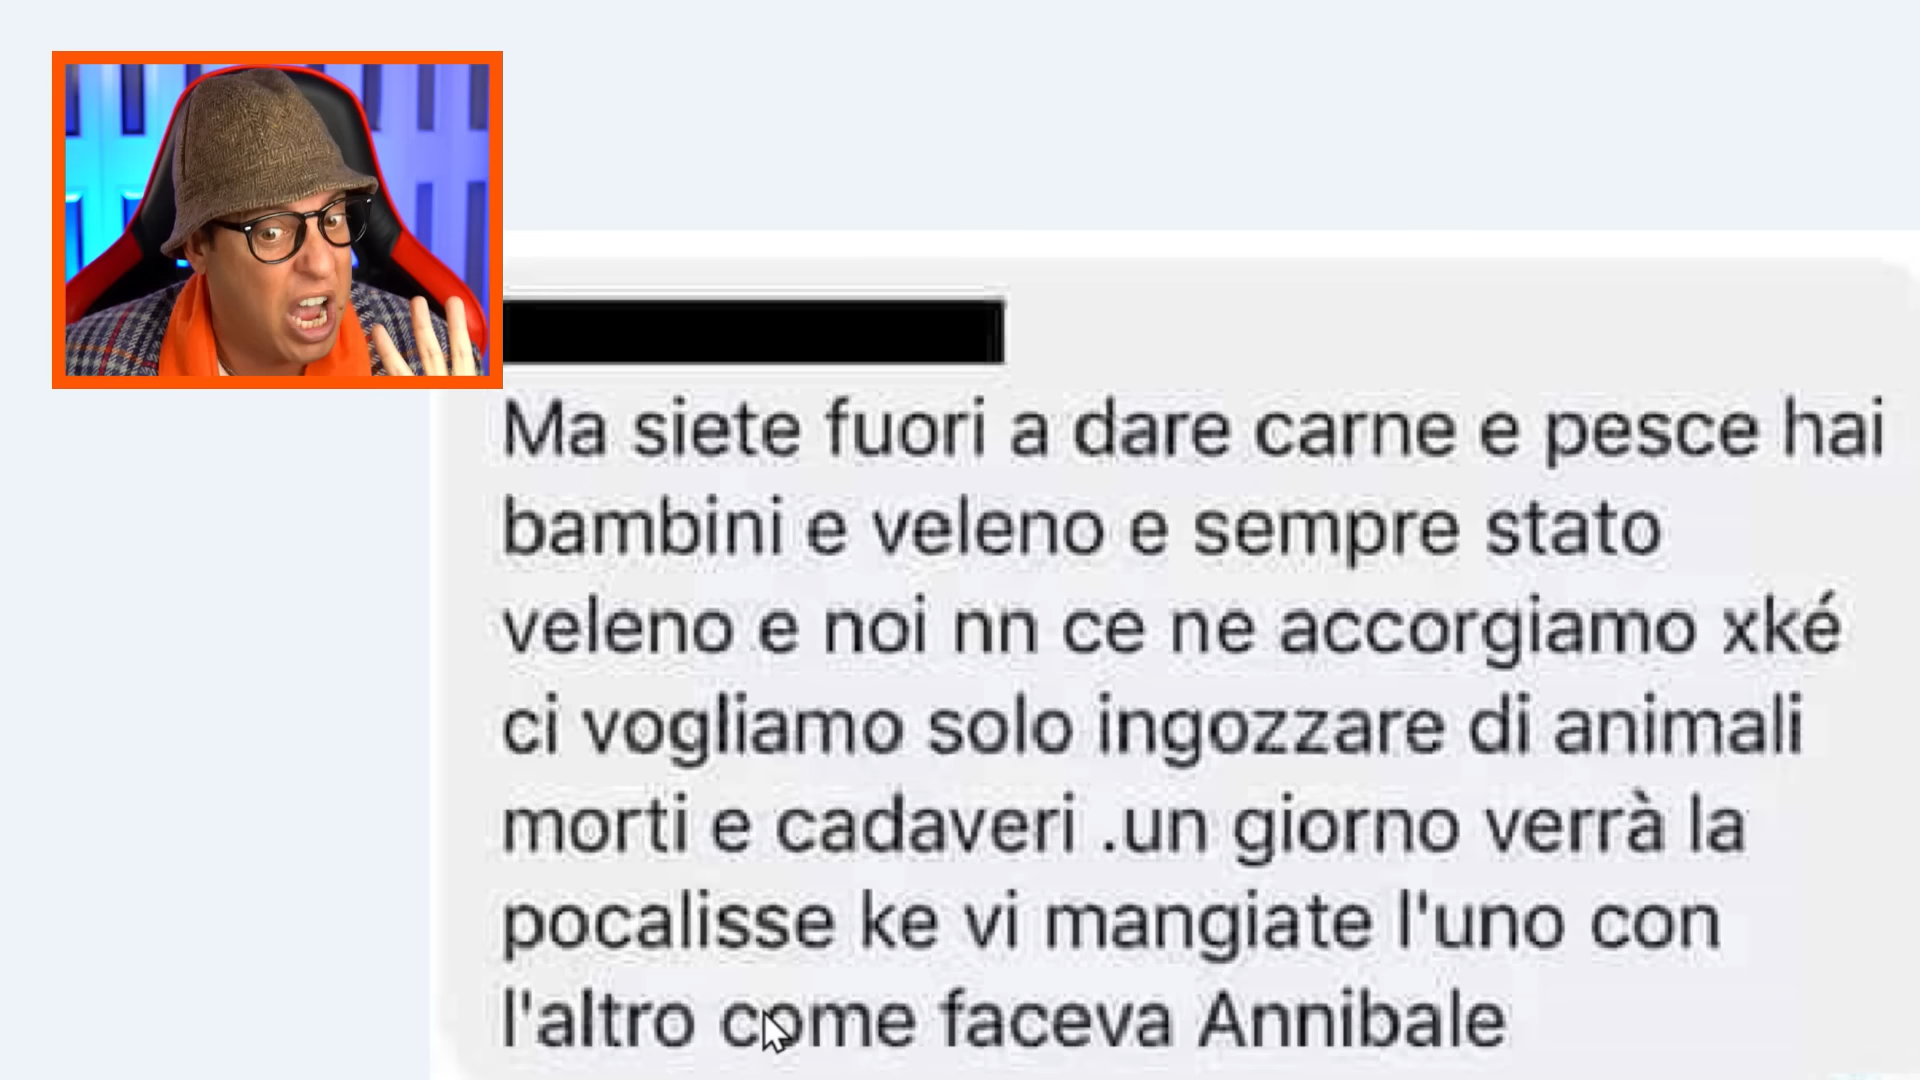 Ma siete fuori a dare carne e pesce hai
bambini e veleno e sempre stato
veleno e noi nn ce ne accorgiamo xké
ci vogliamo solo ingozzare di animali
morti e cadaveri .un giorno verrà la
pocalisse ke vi mangiate l'uno con
l'altro come faceva Annibale